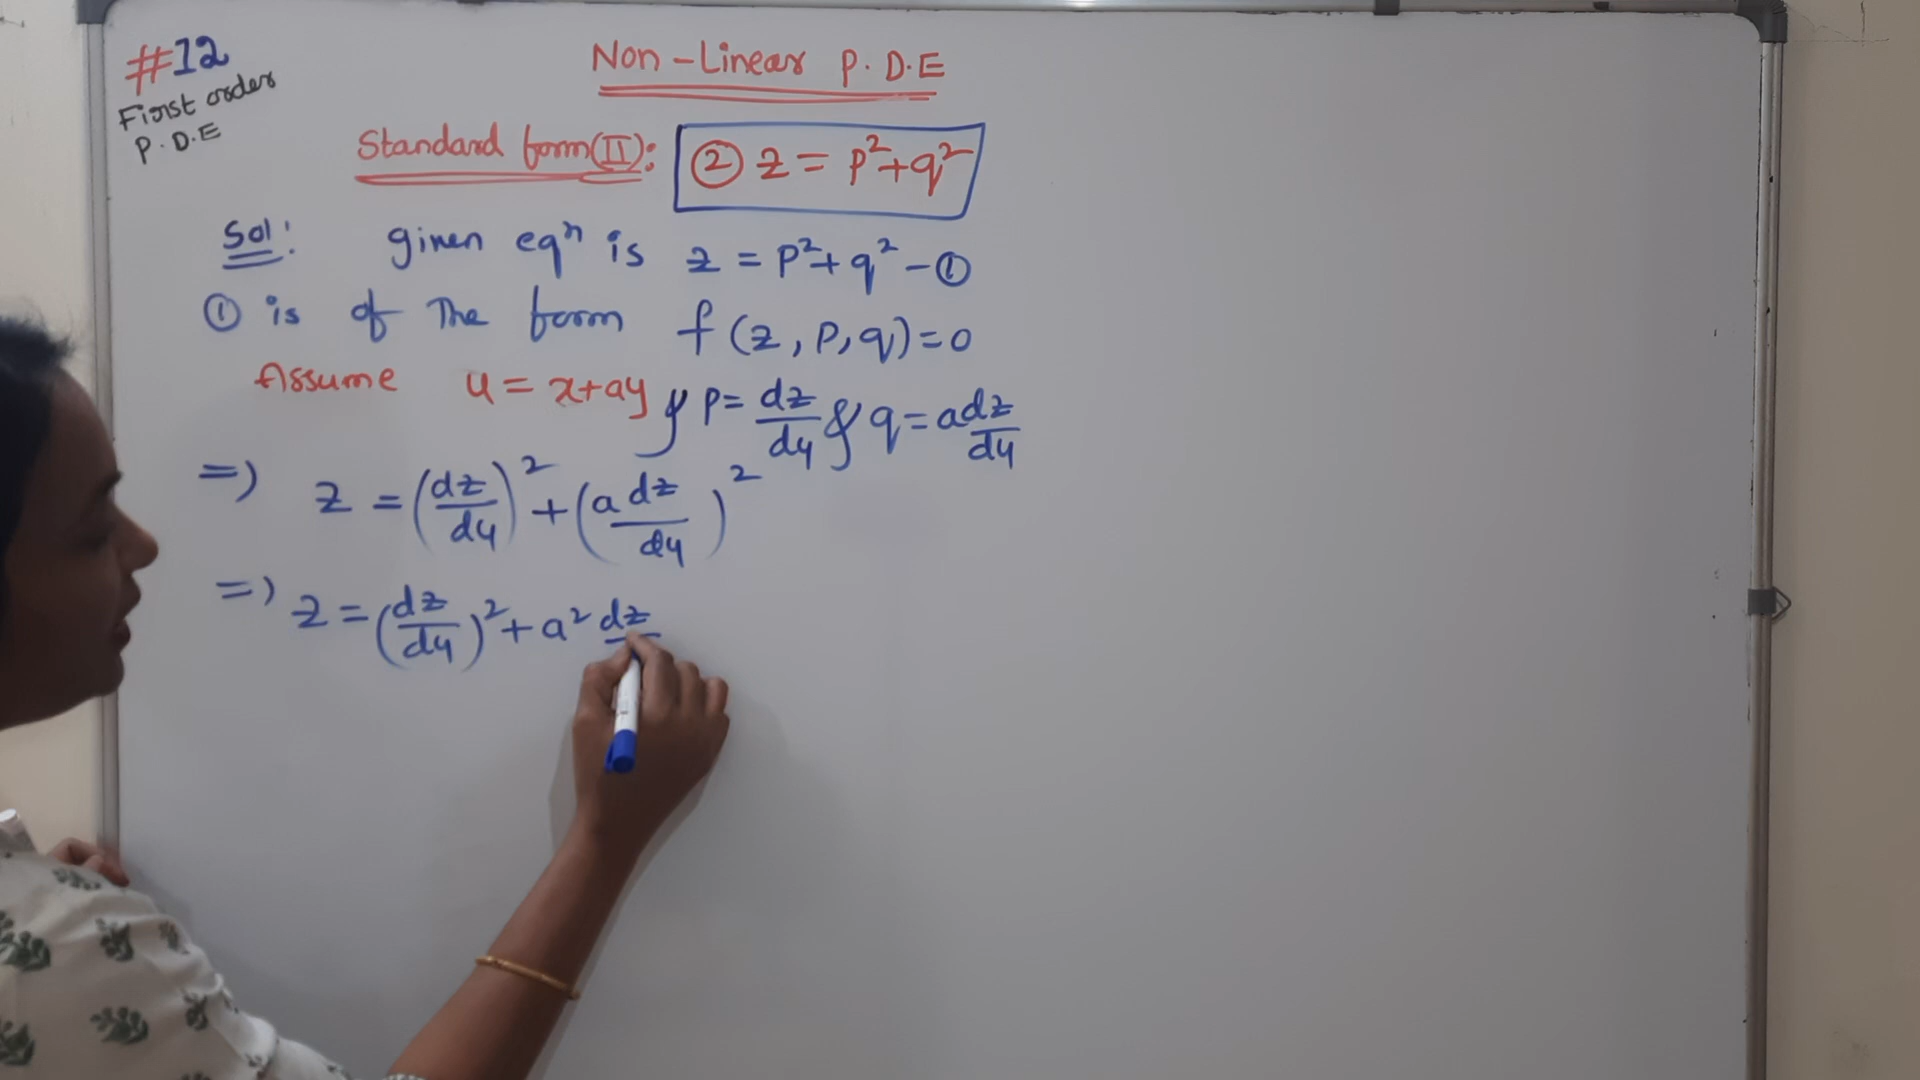 #12
First order
P.D.E
Non-Linear P.D.E
Standard form(II): ② z = p²+q²
Sol: given eqⁿ is z = p²+q² – ①
① is of The form f(z,p,q)=0
Assume u = x+ay & p= dz/du & q= adz/du
=) z = (dz/du)² + (a dz/du)²
=) z = (dz/du)² + a² dz